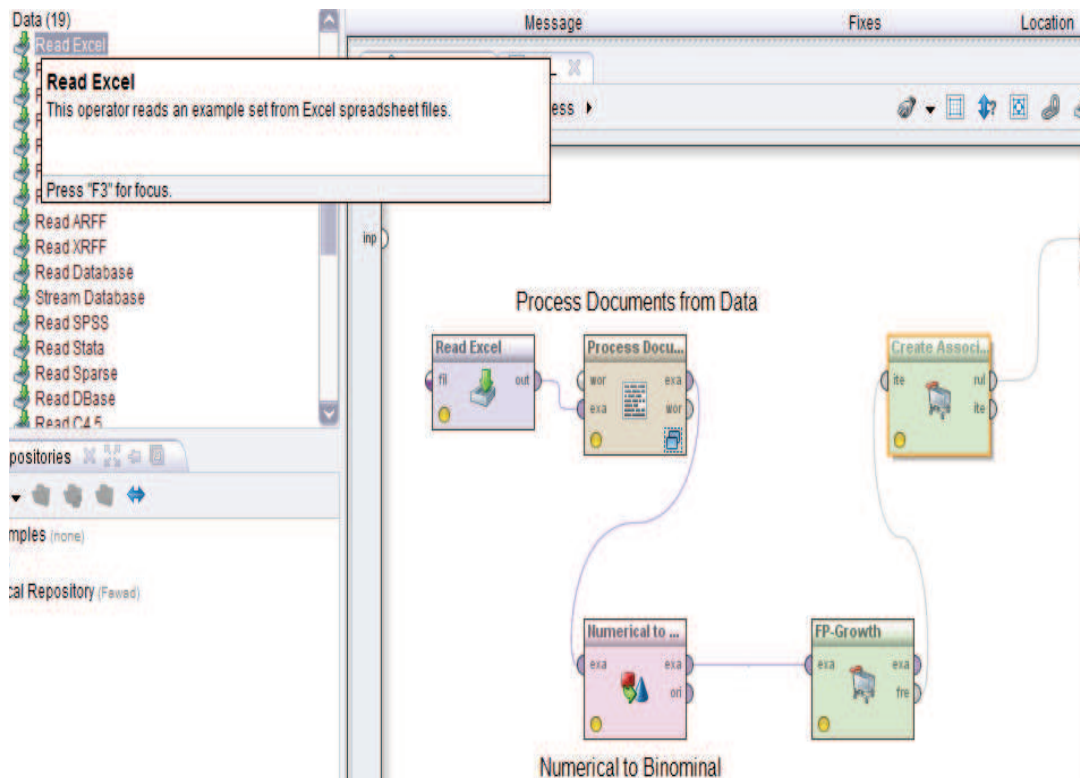 Data (19)
Read Excel
Read Excel
This operator reads an example set from Excel spreadsheet files.
Press "F3" for focus.
Read ARFF
Read XRFF
Read Database
Stream Database
Read SPSS
Read Stata
Read Sparse
Read DBase
Read C4.5
positories
mples (none)
cal Repository (Fawad)
Message Fixes Location
ess
inp
Process Documents from Data
Read Excel
fil out
Process Docu...
wor exa
exa wor
Create Associ...
ite rul
ite
Numerical to ...
exa exa
ori
FP-Growth
exa exa
fre
Numerical to Binominal